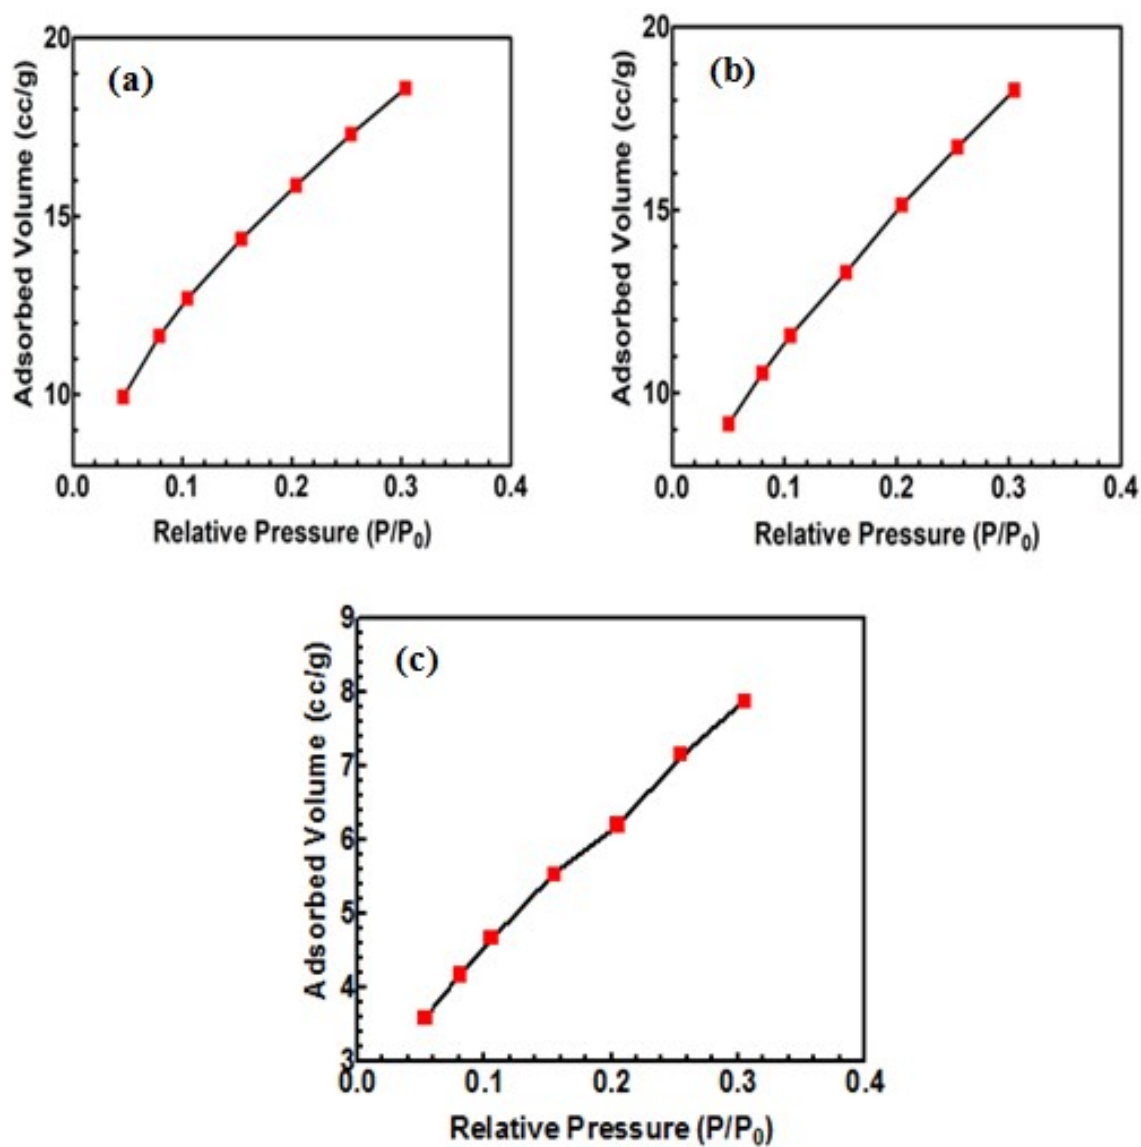 (a)
Adsorbed Volume (cc/g)
20
15
10
0.0 0.1 0.2 0.3 0.4
Relative Pressure (P/P₀)
(b)
Adsorbed Volume (cc/g)
20
15
10
0.0 0.1 0.2 0.3 0.4
Relative Pressure (P/P₀)
(c)
Adsorbed Volume (cc/g)
9
8
7
6
5
4
3
0.0 0.1 0.2 0.3 0.4
Relative Pressure (P/P₀)